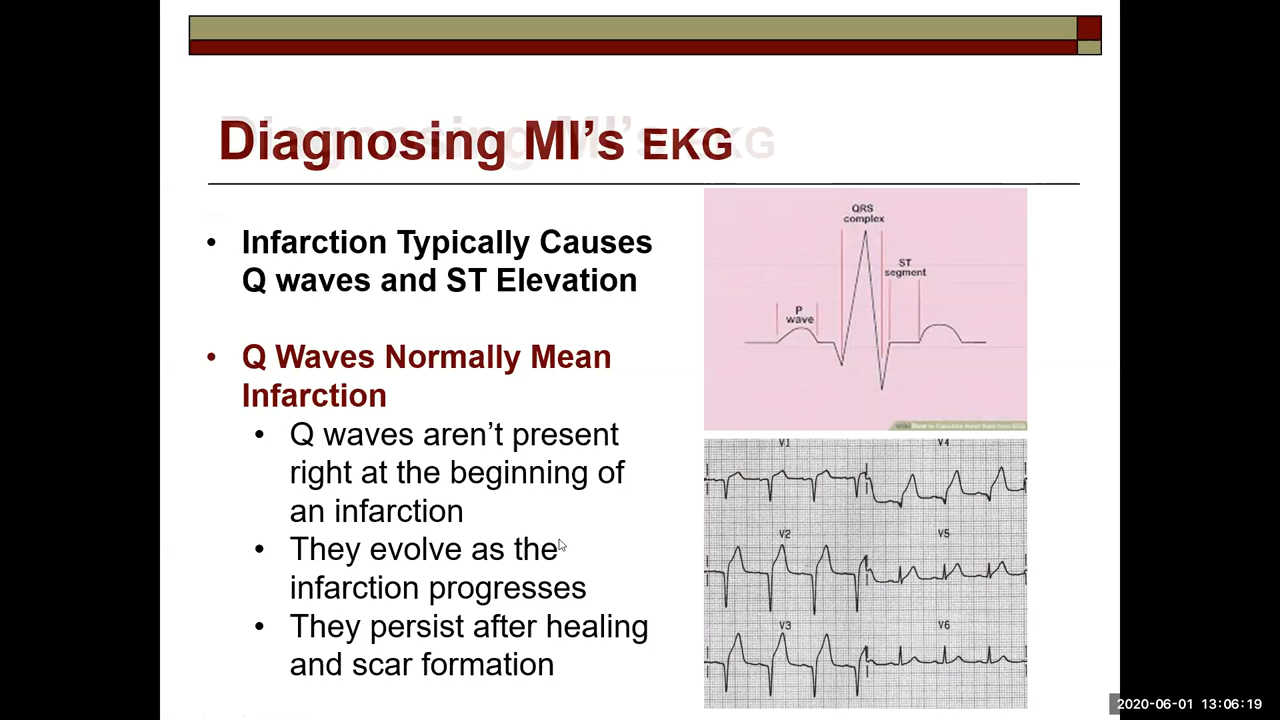 Diagnosing MI's EKG
• Infarction Typically Causes
Q waves and ST Elevation
• Q Waves Normally Mean
Infarction
• Q waves aren't present
right at the beginning of
an infarction
• They evolve as the
infarction progresses
• They persist after healing
and scar formation
QRS
complex
ST
segment
P
wave
V1
V4
V2
V5
V3
V6
2020-06-01 13:06:19